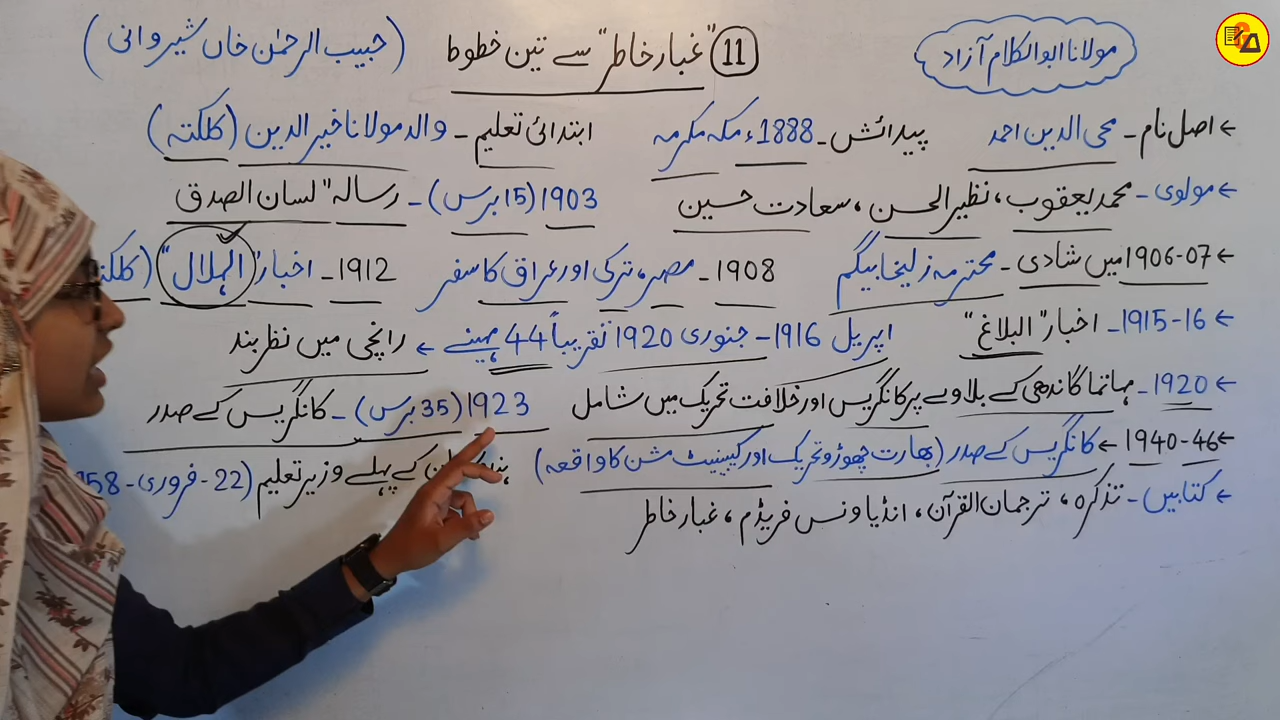 مولانا ابوالکلام آزاد
11 "غبار خاطر" سے تین خطوط (حبیب الرحمٰن خاں شیروانی)
← اصل نام - محی الدین احمد پیدائش - 1888ء مکہ مکرمہ ابتدائی تعلیم - والد مولانا خیر الدین (کلکتہ)
← مولوی - محمد یعقوب، نظیر الحسن، سعادت حسین 1903 (15 برس) - رسالہ "لسان الصدق
← 1906-07 میں شادی - محترمہ زلیخا بیگم 1908 - مصر، ترکی اور عراق کا سفر 1912 - اخبار "الہلال" (
← 1915-16 - اخبار "البلاغ" اپریل 1916 - جنوری 1920 تقریباً 44 مہینے ← رانچی میں نظر بند
← 1920 - مہاتما گاندھی کے بلاوے پر کانگریس اور خلافت تحریک میں شامل 1923 (35 برس) - کانگریس کے صدر
← 1940-46 ← کانگریس کے صدر (بھارت چھوڑو تحریک اور کیبینیٹ مشن کا واقعہ) کے پہلے وزیر تعلیم (22 - فروری -
← کتابیں - تذکرہ، ترجمان القرآن، انڈیا ونس فریڈم، غبار خاطر